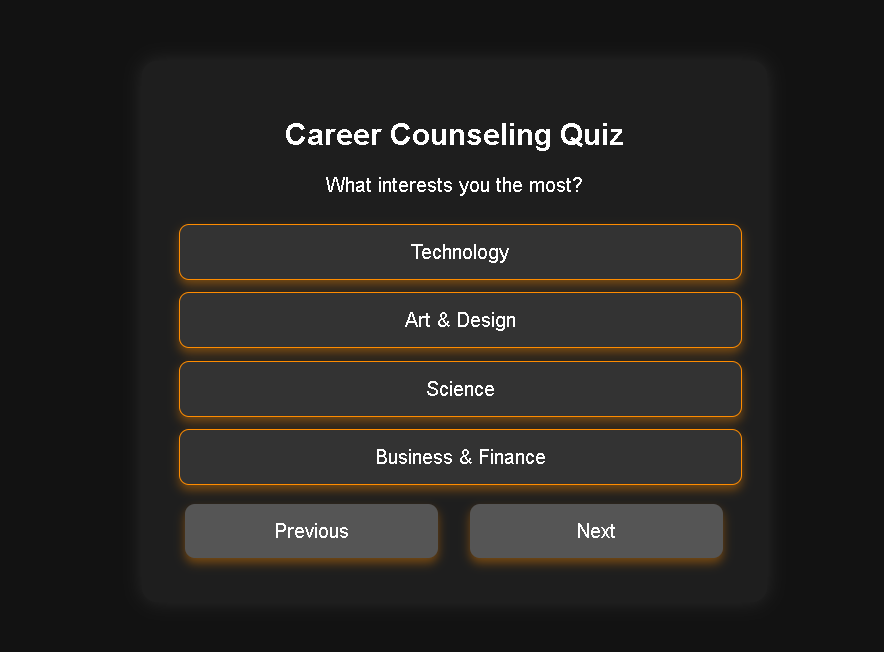 Career Counseling Quiz
What interests you the most?
Technology
Art & Design
Science
Business & Finance
Previous
Next